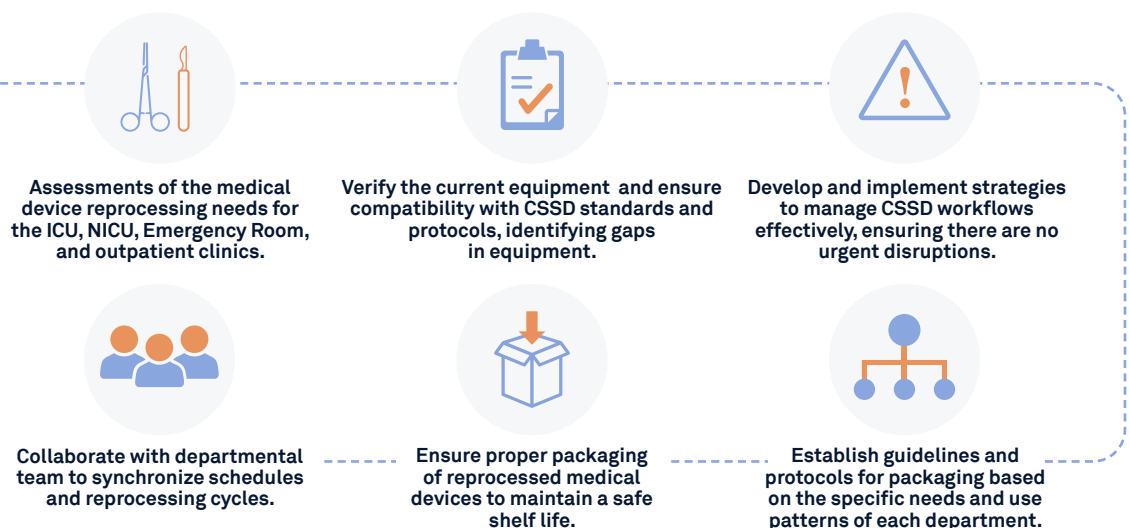 Assessments of the medical
device reprocessing needs for
the ICU, NICU, Emergency Room,
and outpatient clinics.
Verify the current equipment and ensure
compatibility with CSSD standards and
protocols, identifying gaps
in equipment.
Develop and implement strategies
to manage CSSD workflows
effectively, ensuring there are no
urgent disruptions.
Collaborate with departmental
team to synchronize schedules
and reprocessing cycles.
Ensure proper packaging
of reprocessed medical
devices to maintain a safe
shelf life.
Establish guidelines and
protocols for packaging based
on the specific needs and use
patterns of each department.